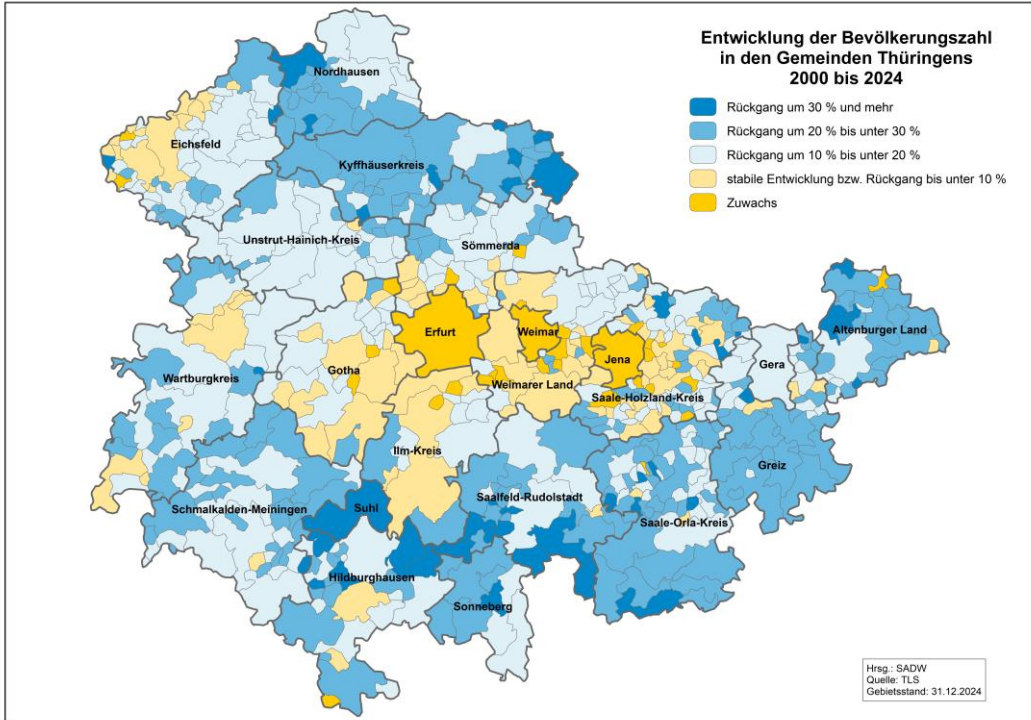 Entwicklung der Bevölkerungszahl
in den Gemeinden Thüringens
2000 bis 2024
Rückgang um 30 % und mehr
Rückgang um 20 % bis unter 30 %
Rückgang um 10 % bis unter 20 %
stabile Entwicklung bzw. Rückgang bis unter 10 %
Zuwachs
Nordhausen
Eichsfeld
Kyffhäuserkreis
Unstrut-Hainich-Kreis
Sömmerda
Erfurt
Weimar
Jena
Altenburger Land
Gera
Gotha
Wartburgkreis
Weimarer Land
Saale-Holzland-Kreis
Ilm-Kreis
Greiz
Saalfeld-Rudolstadt
Suhl
Schmalkalden-Meiningen
Saale-Orla-Kreis
Hildburghausen
Sonneberg
Hrsg.: SADW
Quelle: TLS
Gebietsstand: 31.12.2024